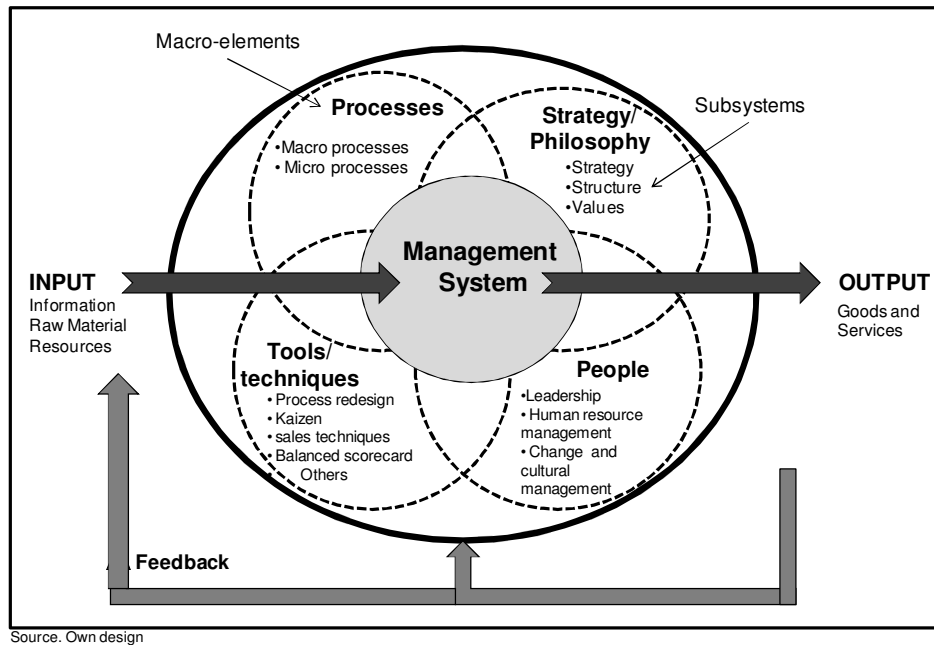 Macro-elements
Processes
•Macro processes
• Micro processes
Strategy/
Philosophy
•Strategy
•Structure
•Values
Subsystems
Management
System
INPUT
Information
Raw Material
Resources
OUTPUT
Goods and
Services
Tools/
techniques
• Process redesign
• Kaizen
• sales techniques
• Balanced scorecard
Others
People
•Leadership
• Human resource
management
• Change and
cultural
management
Feedback
Source. Own design